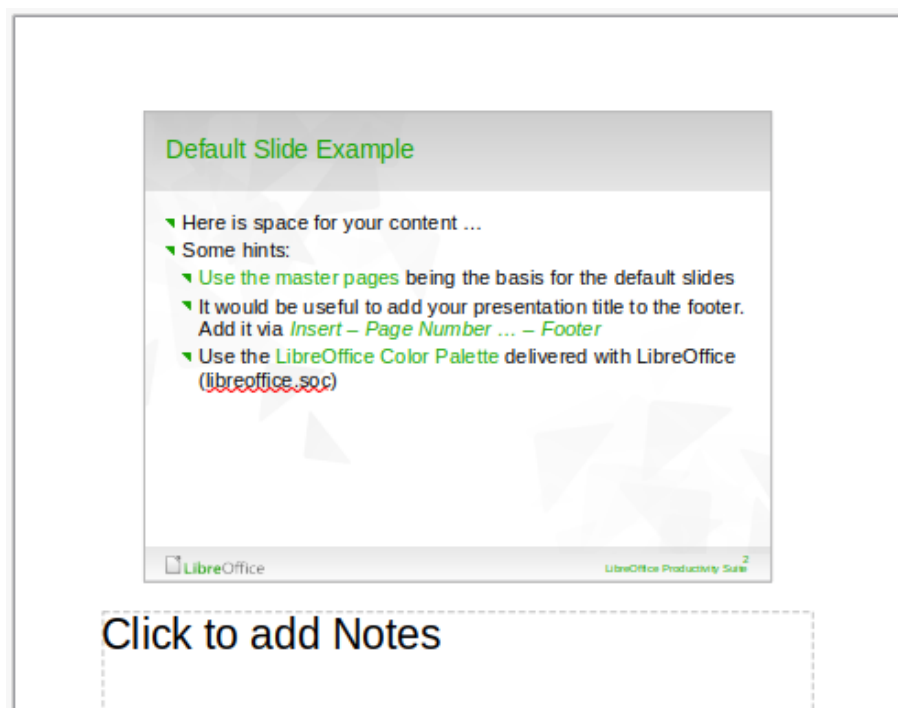 Default Slide Example
Here is space for your content …
Some hints:
Use the master pages being the basis for the default slides
It would be useful to add your presentation title to the footer.
Add it via Insert – Page Number … – Footer
Use the LibreOffice Color Palette delivered with LibreOffice
(libreoffice.soc)
LibreOffice
2
LibreOffice Productivity Suite
Click to add Notes